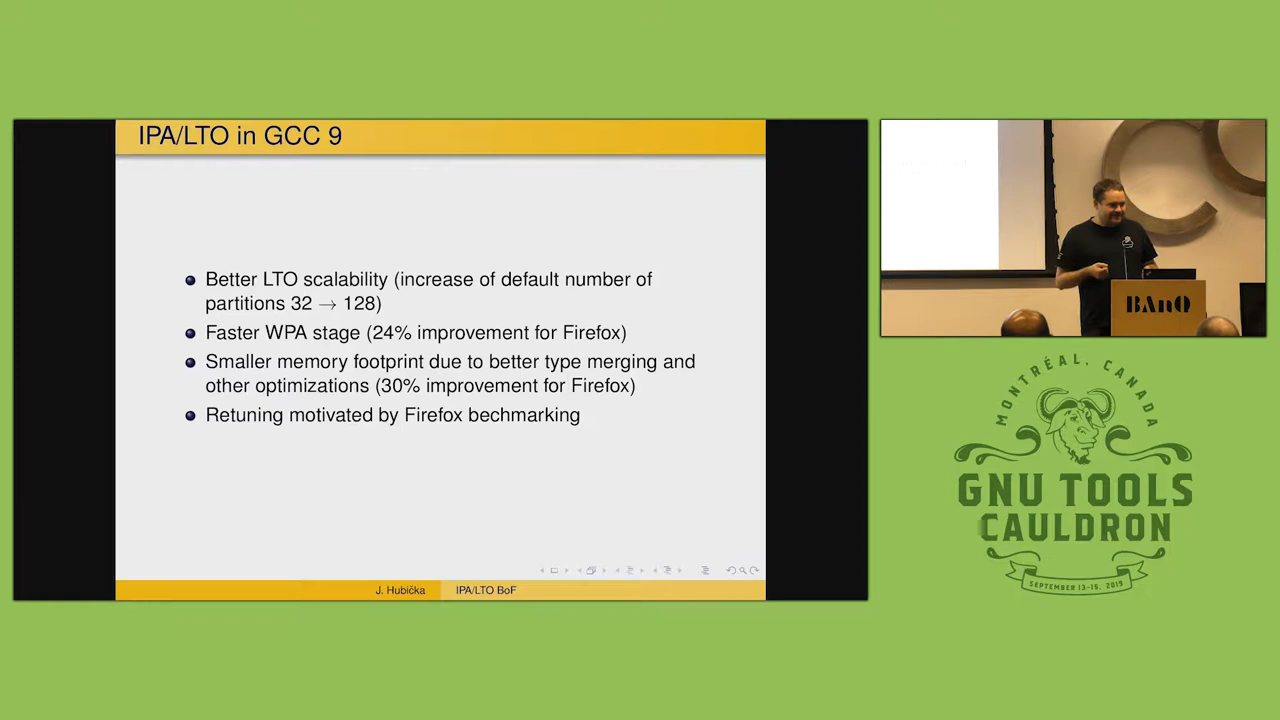 IPA/LTO in GCC 9
Better LTO scalability (increase of default number of
partitions 32 → 128)
Faster WPA stage (24% improvement for Firefox)
Smaller memory footprint due to better type merging and
other optimizations (30% improvement for Firefox)
Retuning motivated by Firefox bechmarking
J. Hubička
IPA/LTO BoF
BAnQ
MONTRÉAL, CANADA
GNU TOOLS
CAULDRON
SEPTEMBER 13-15, 2019